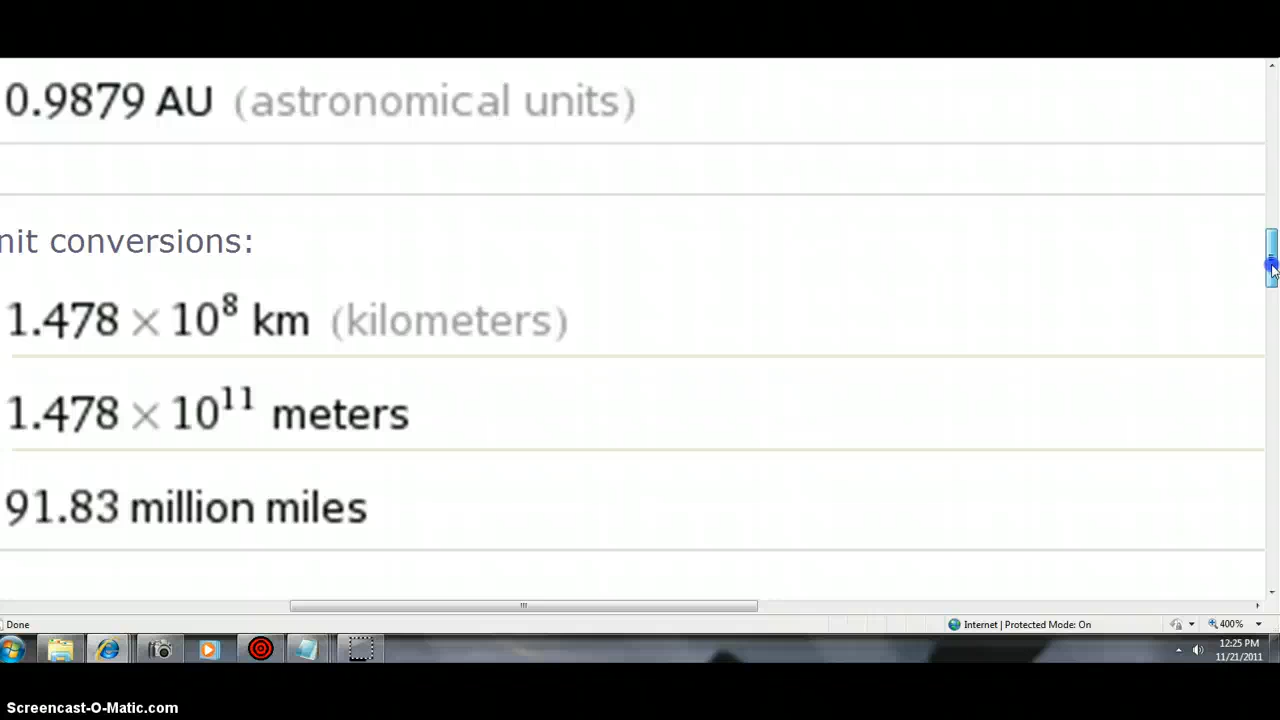 0.9879 AU (astronomical units)
nit conversions:
1.478 × 10⁸ km (kilometers)
1.478 × 10¹¹ meters
91.83 million miles
Done
Internet | Protected Mode: On
400%
12:25 PM
11/21/2011
Screencast-O-Matic.com